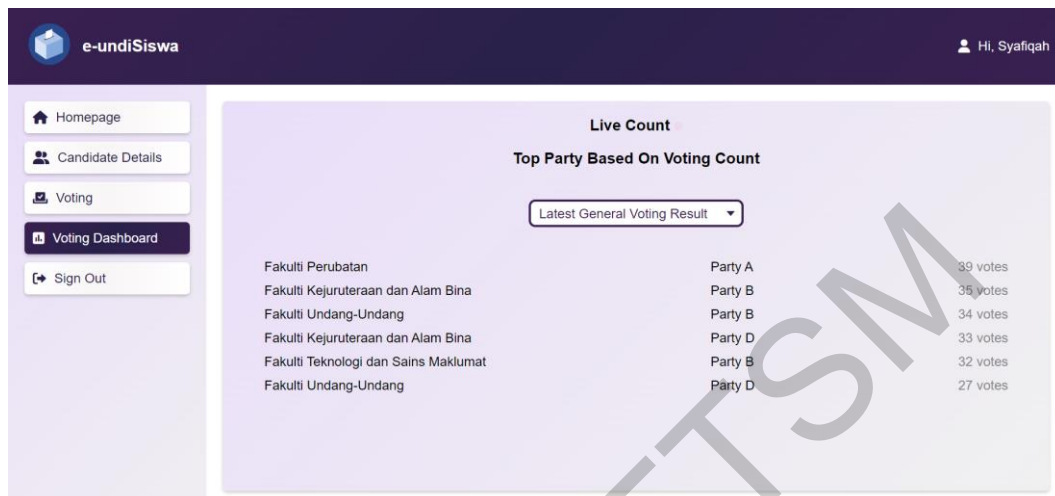 e-undiSiswa
Hi, Syafiqah
Homepage
Candidate Details
Voting
Voting Dashboard
Sign Out
Live Count
Top Party Based On Voting Count
Latest General Voting Result
Fakulti Perubatan Party A 39 votes
Fakulti Kejuruteraan dan Alam Bina Party B 35 votes
Fakulti Undang-Undang Party B 34 votes
Fakulti Kejuruteraan dan Alam Bina Party D 33 votes
Fakulti Teknologi dan Sains Maklumat Party B 32 votes
Fakulti Undang-Undang Party D 27 votes
TSM